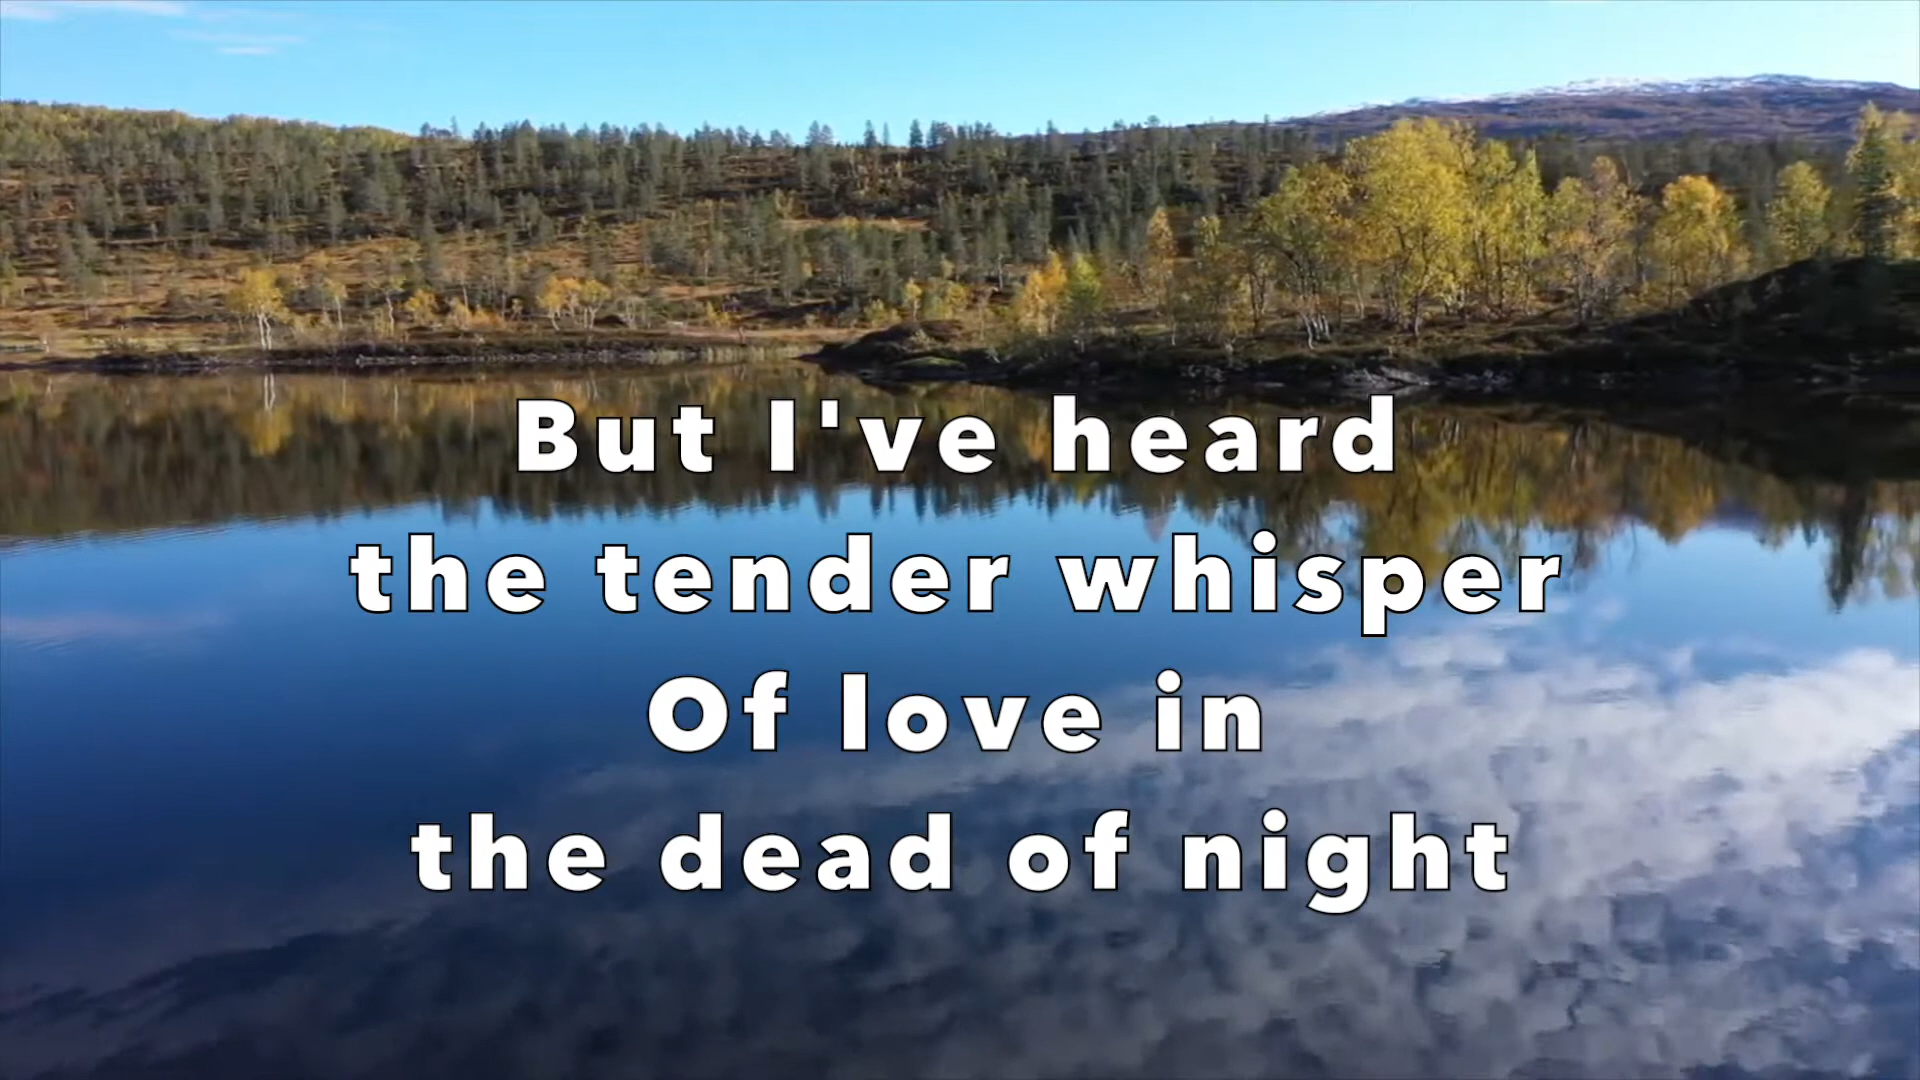 But I've heard
the tender whisper
Of love in
the dead of night